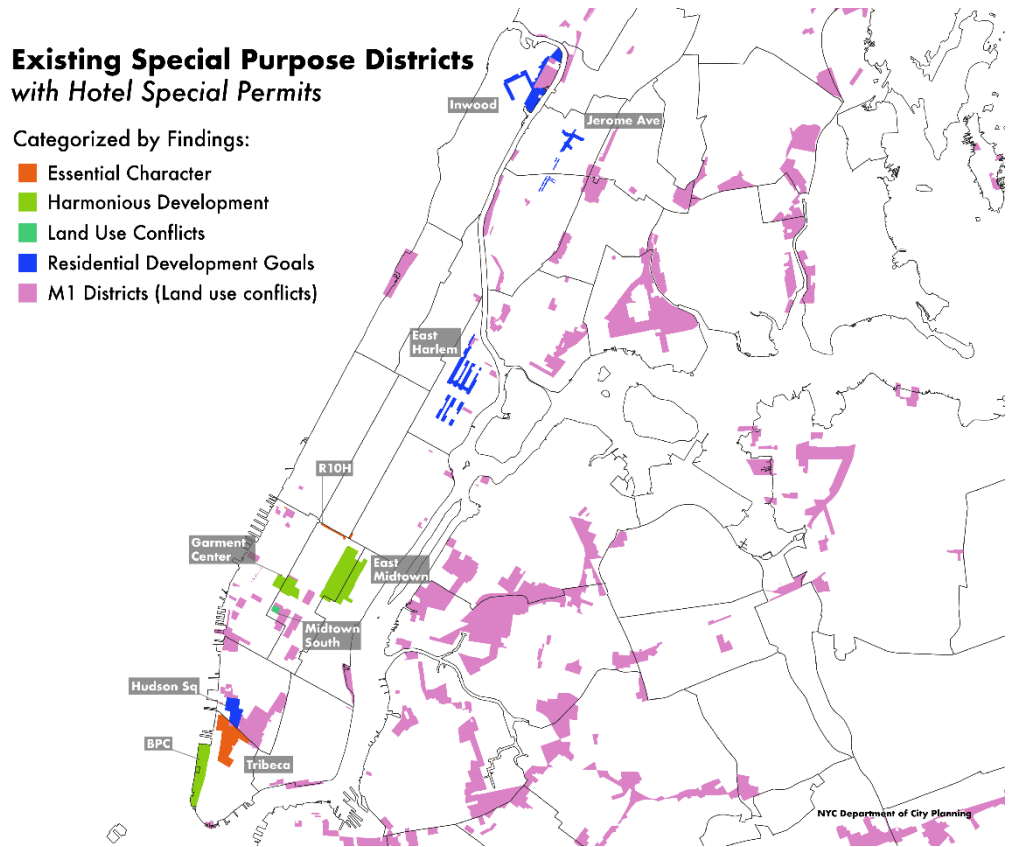 Existing Special Purpose Districts
with Hotel Special Permits
Categorized by Findings:
Essential Character
Harmonious Development
Land Use Conflicts
Residential Development Goals
M1 Districts (Land use conflicts)
Inwood
Jerome Ave
East
Harlem
R10H
Garment
Center
East
Midtown
Midtown
South
Hudson Sq
BPC
Tribeca
NYC Department of City Planning